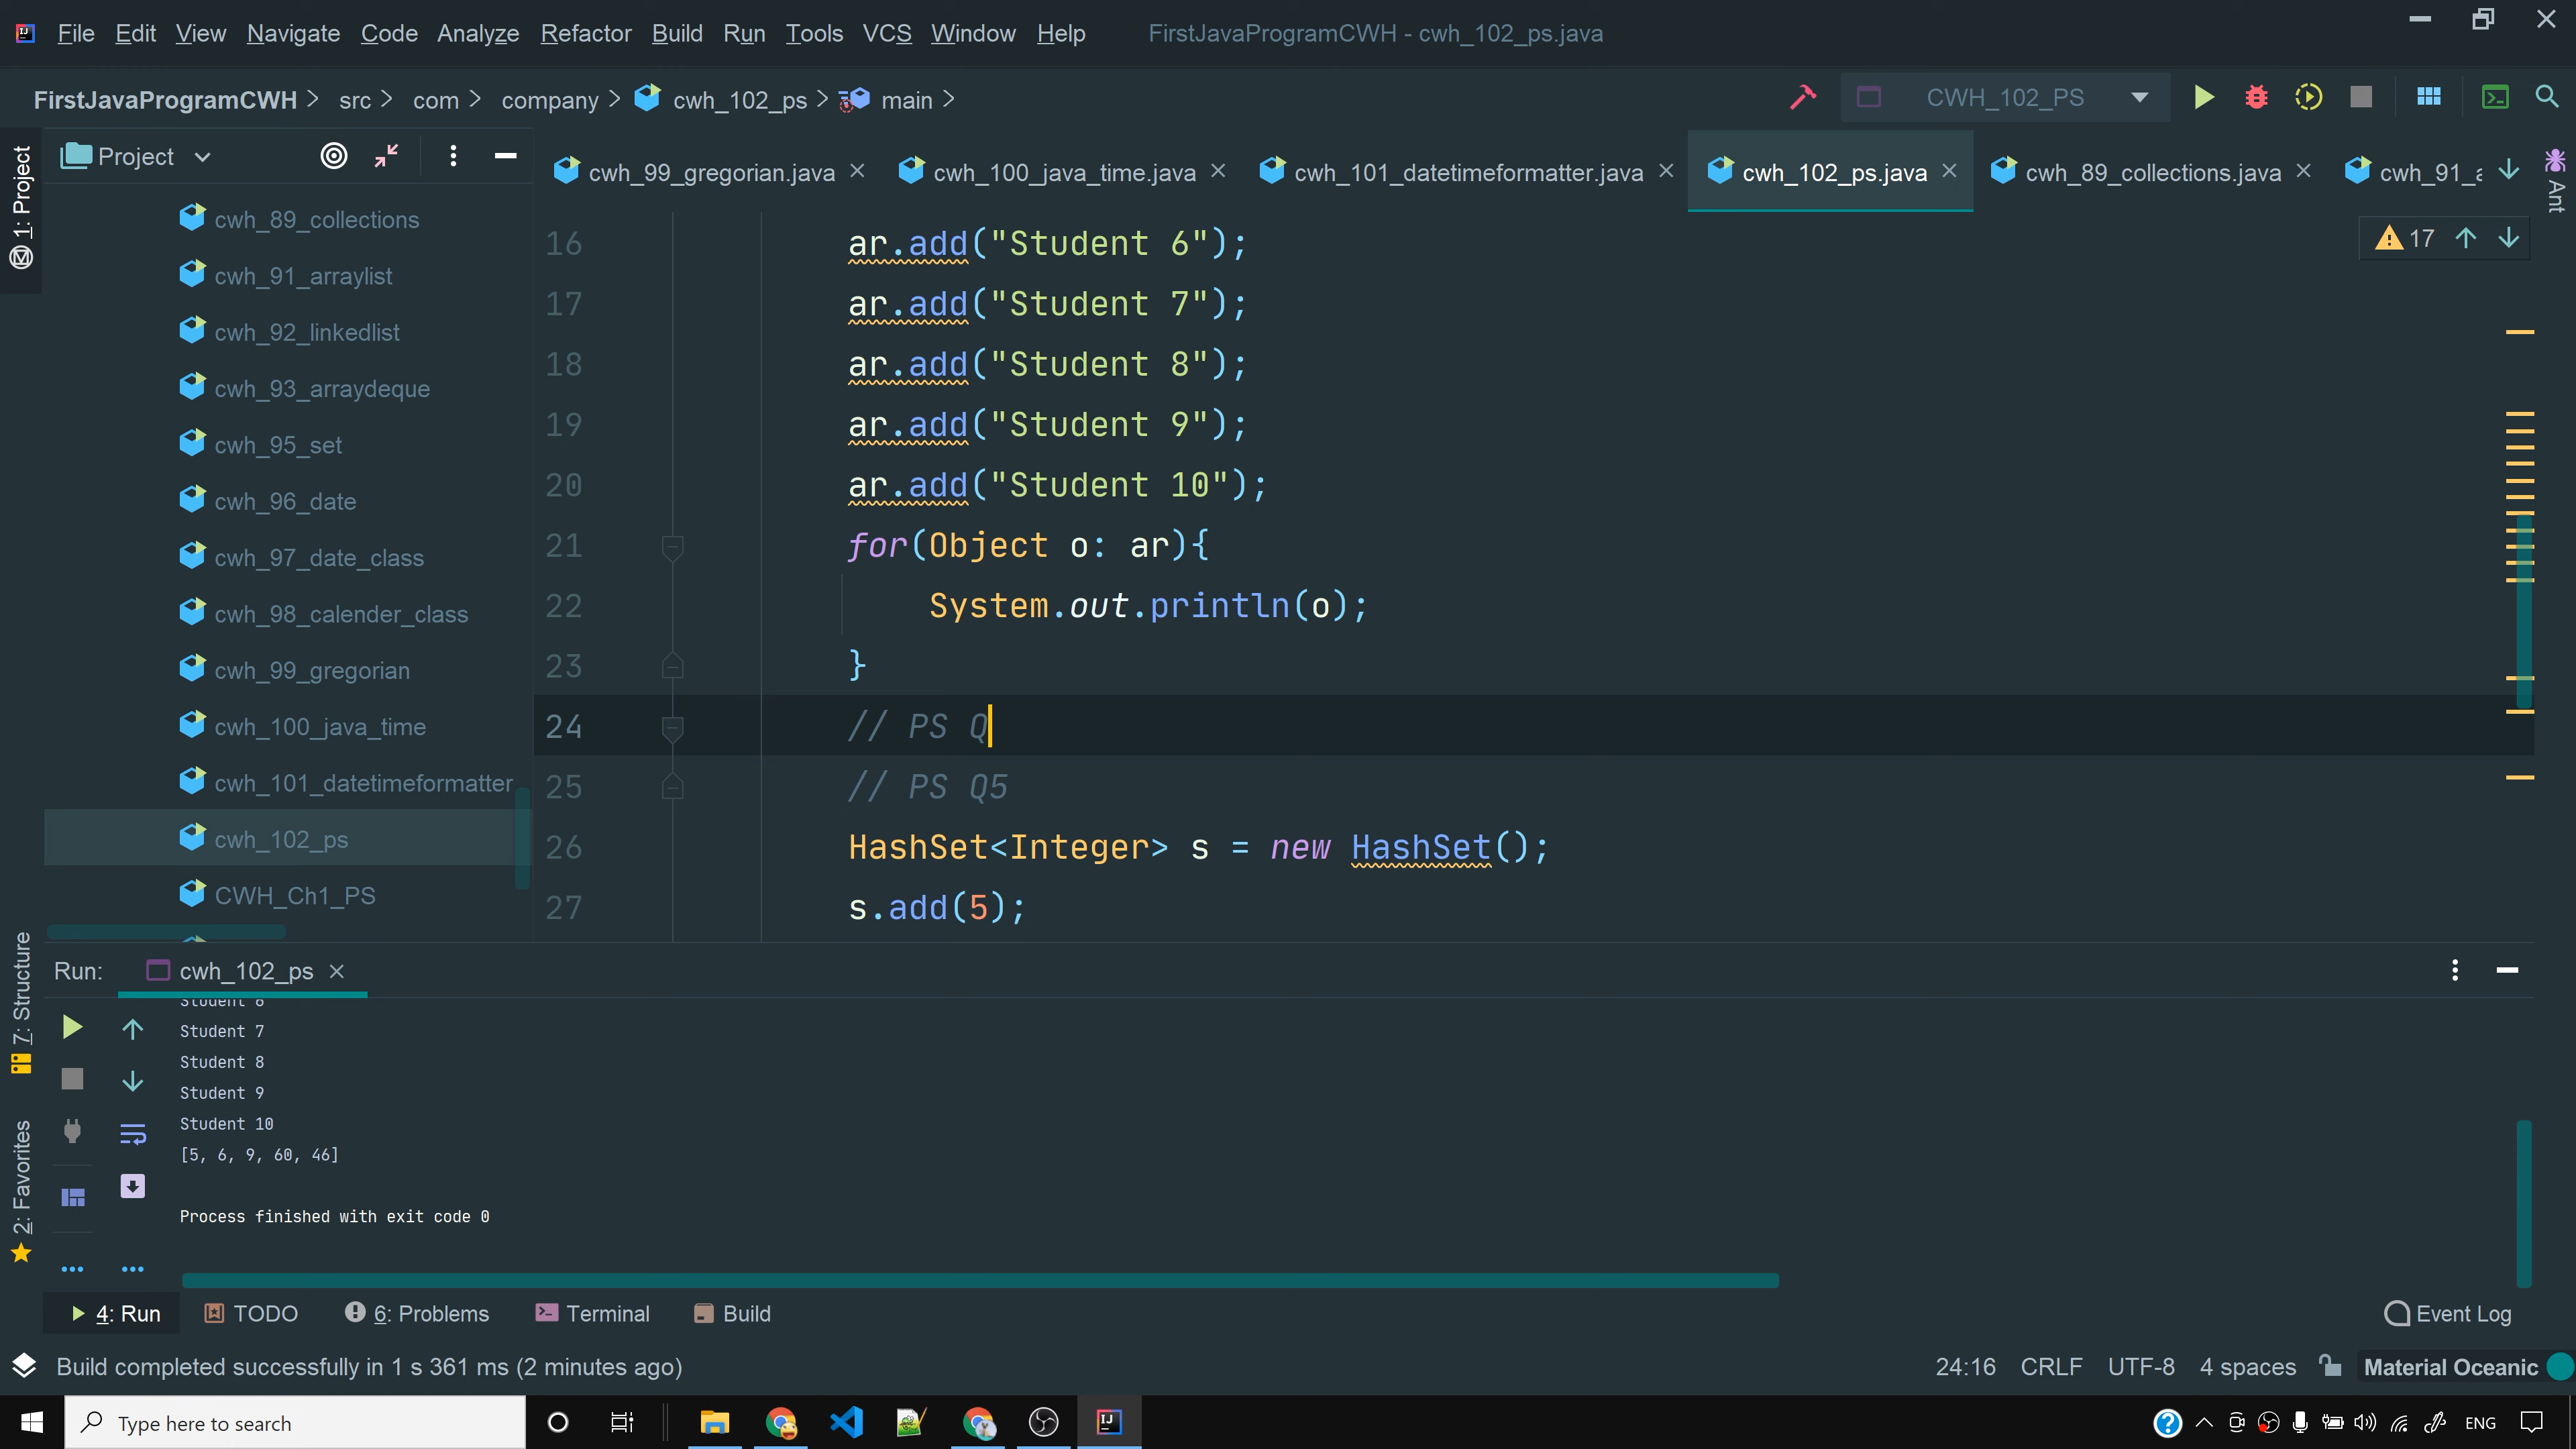 File Edit View Navigate Code Analyze Refactor Build Run Tools VCS Window Help FirstJavaProgramCWH - cwh_102_ps.java
FirstJavaProgramCWH > src > com > company > cwh_102_ps > main >
CWH_102_PS
1: Project
Project
cwh_99_gregorian.java cwh_100_java_time.java cwh_101_datetimeformatter.java cwh_102_ps.java cwh_89_collections.java cwh_91_a
Ant
17
cwh_89_collections
cwh_91_arraylist
cwh_92_linkedlist
cwh_93_arraydeque
cwh_95_set
cwh_96_date
cwh_97_date_class
cwh_98_calender_class
cwh_99_gregorian
cwh_100_java_time
cwh_101_datetimeformatter
cwh_102_ps
CWH_Ch1_PS
16 ar.add("Student 6");
17 ar.add("Student 7");
18 ar.add("Student 8");
19 ar.add("Student 9");
20 ar.add("Student 10");
21 for(Object o: ar){
22 System.out.println(o);
23 }
24 // PS Q
25 // PS Q5
26 HashSet<Integer> s = new HashSet();
27 s.add(5);
7: Structure
2: Favorites
Run: cwh_102_ps
Student 6
Student 7
Student 8
Student 9
Student 10
[5, 6, 9, 60, 46]
Process finished with exit code 0
4: Run TODO 6: Problems Terminal Build Event Log
Build completed successfully in 1 s 361 ms (2 minutes ago) 24:16 CRLF UTF-8 4 spaces Material Oceanic
Type here to search ENG